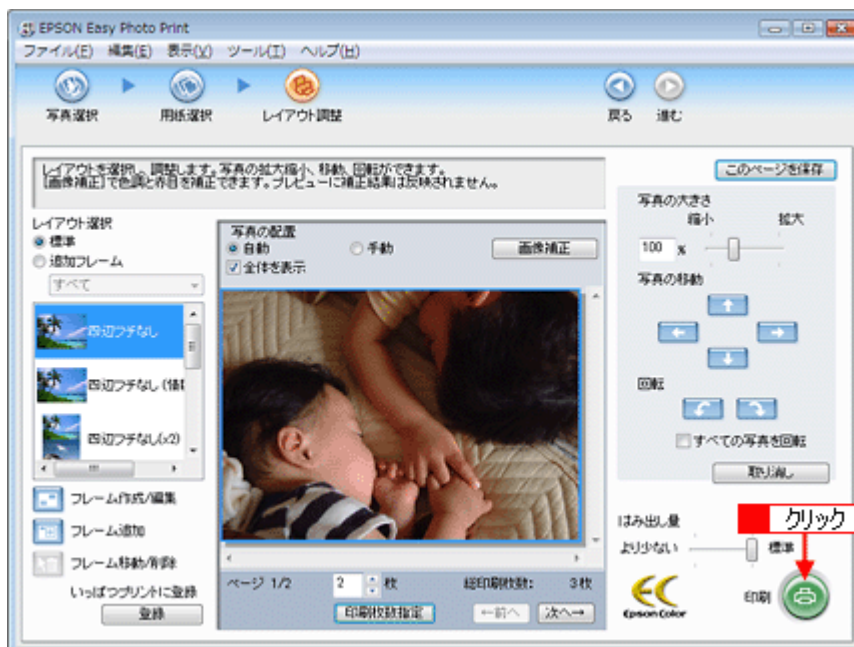 EPSON Easy Photo Print
ファイル(F) 編集(E) 表示(V) ツール(T) ヘルプ(H)
写真選択 用紙選択 レイアウト調整 戻る 進む
レイアウトを選択し、調整します。写真の拡大縮小、移動、回転ができます。
[画像補正]で色調と赤目を補正できます。プレビューに補正結果は反映されません。
このページを保存
レイアウト選択
標準
追加フレーム
すべて
四辺フチなし
四辺フチなし(情
四辺フチなし(x2)
フレーム作成/編集
フレーム追加
フレーム移動/削除
いっぱつプリントに登録
登録
写真の配置
自動 手動 画像補正
全体を表示
ページ 1/2 2 枚 総印刷枚数: 3枚
印刷枚数指定 ←前へ 次へ→
写真の大きさ
縮小 拡大
100 %
写真の移動
回転
すべての写真を回転
取り消し
はみ出し量
クリック
より少ない 標準
Epson Color
印刷